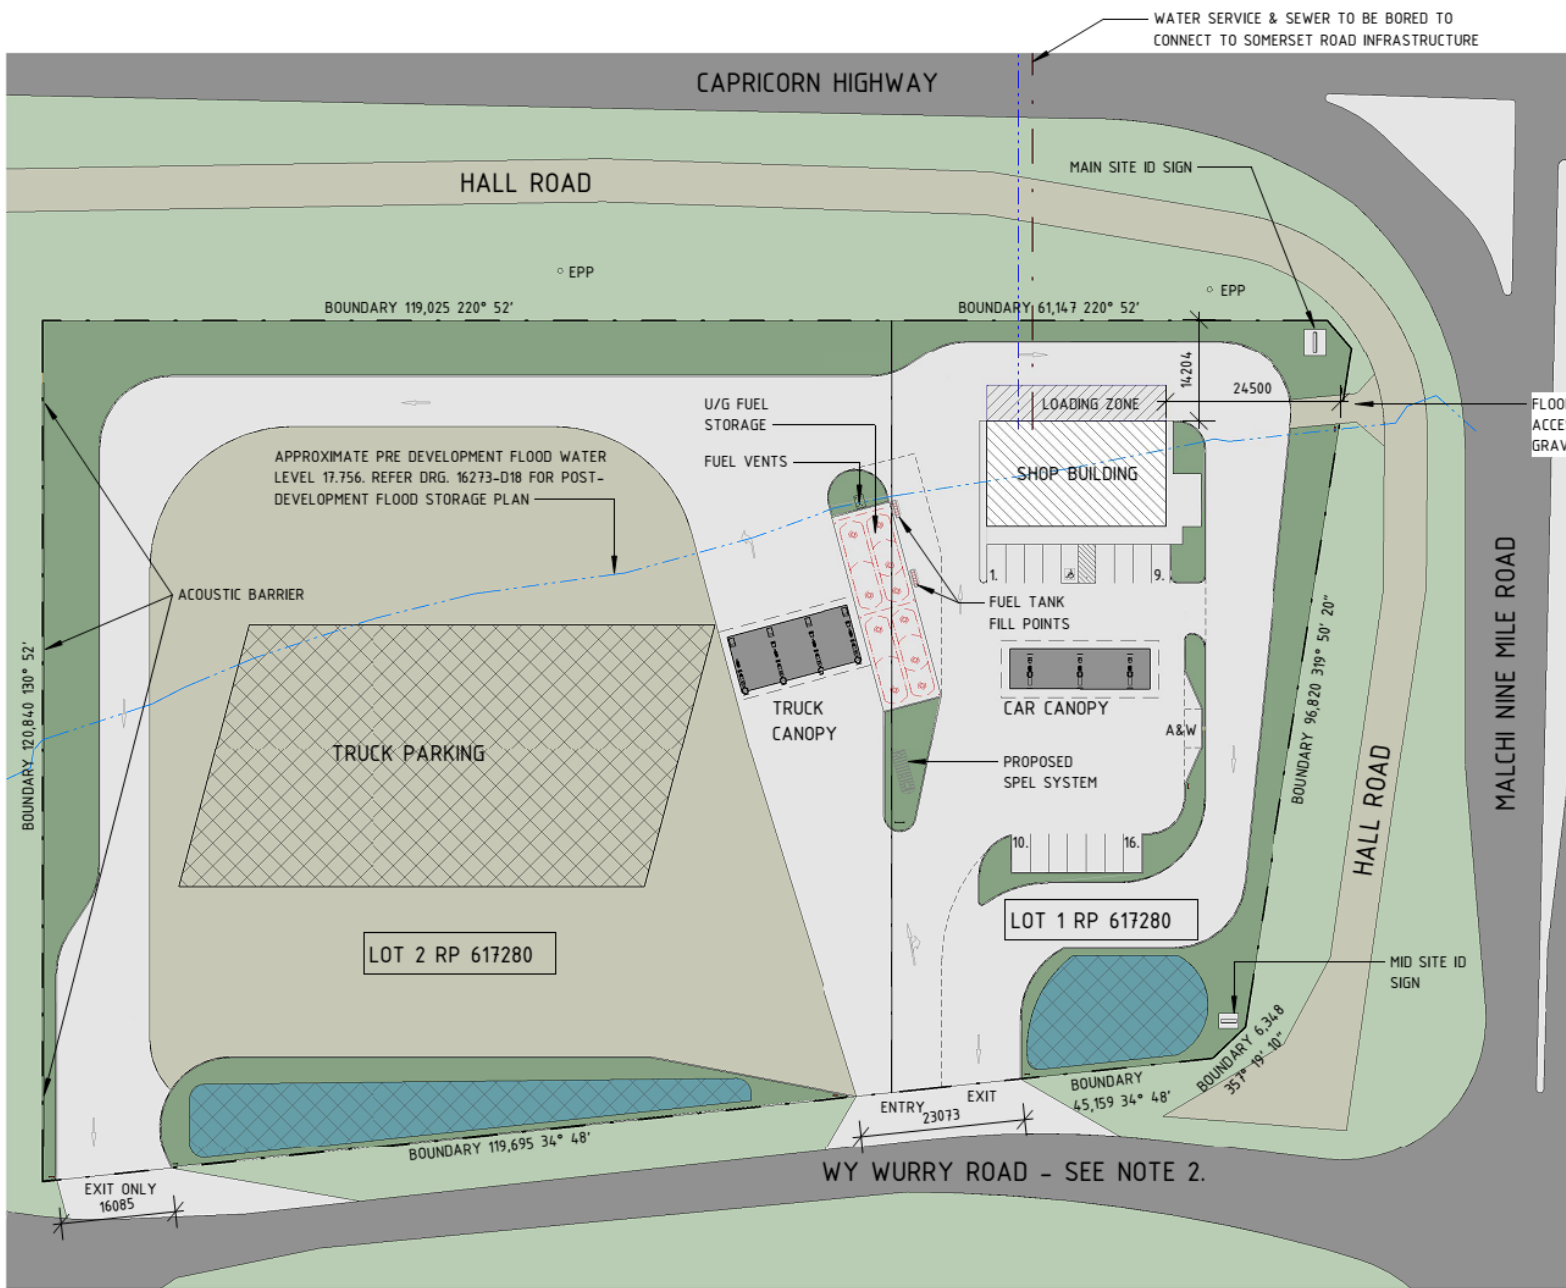 WATER SERVICE & SEWER TO BE BORED TO
CONNECT TO SOMERSET ROAD INFRASTRUCTURE
CAPRICORN HIGHWAY
MAIN SITE ID SIGN
HALL ROAD
EPP
EPP
BOUNDARY 119,025 220° 52'
BOUNDARY 61,147 220° 52'
14204
24500
U/G FUEL
STORAGE
LOADING ZONE
FLOOD
ACCES
GRAV
FUEL VENTS
SHOP BUILDING
APPROXIMATE PRE DEVELOPMENT FLOOD WATER
LEVEL 17.756. REFER DRG. 16273-D18 FOR POST-
DEVELOPMENT FLOOD STORAGE PLAN
1.
9.
ACOUSTIC BARRIER
FUEL TANK
FILL POINTS
BOUNDARY 120,840 130° 52'
BOUNDARY 96,820 319° 50' 20"
MALCHI NINE MILE ROAD
TRUCK
CANOPY
CAR CANOPY
A&W
TRUCK PARKING
PROPOSED
SPEL SYSTEM
HALL ROAD
10.
16.
LOT 1 RP 617280
LOT 2 RP 617280
MID SITE ID
SIGN
BOUNDARY 6,348
357° 19' 10"
BOUNDARY
45,159 34° 48'
ENTRY
EXIT
23073
BOUNDARY 119,695 34° 48'
WY WURRY ROAD - SEE NOTE 2.
EXIT ONLY
16085